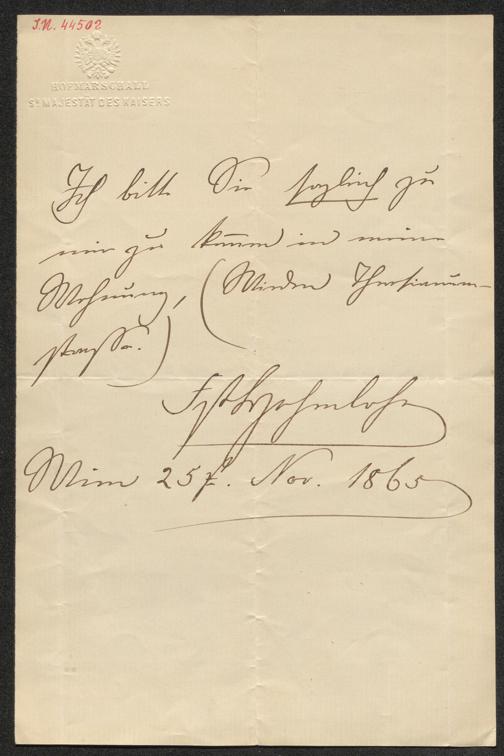 I.N. 44502
HOFMARSCHALL
Sr MAJESTÄT DES KAISERS
Ich bitte Sie sogleich zu
mir zu kommen in meine
Wohnung, (Wieden Theresianum-
strasse.)
Fst Hohenlohe
Wien 25t. Nov. 1865